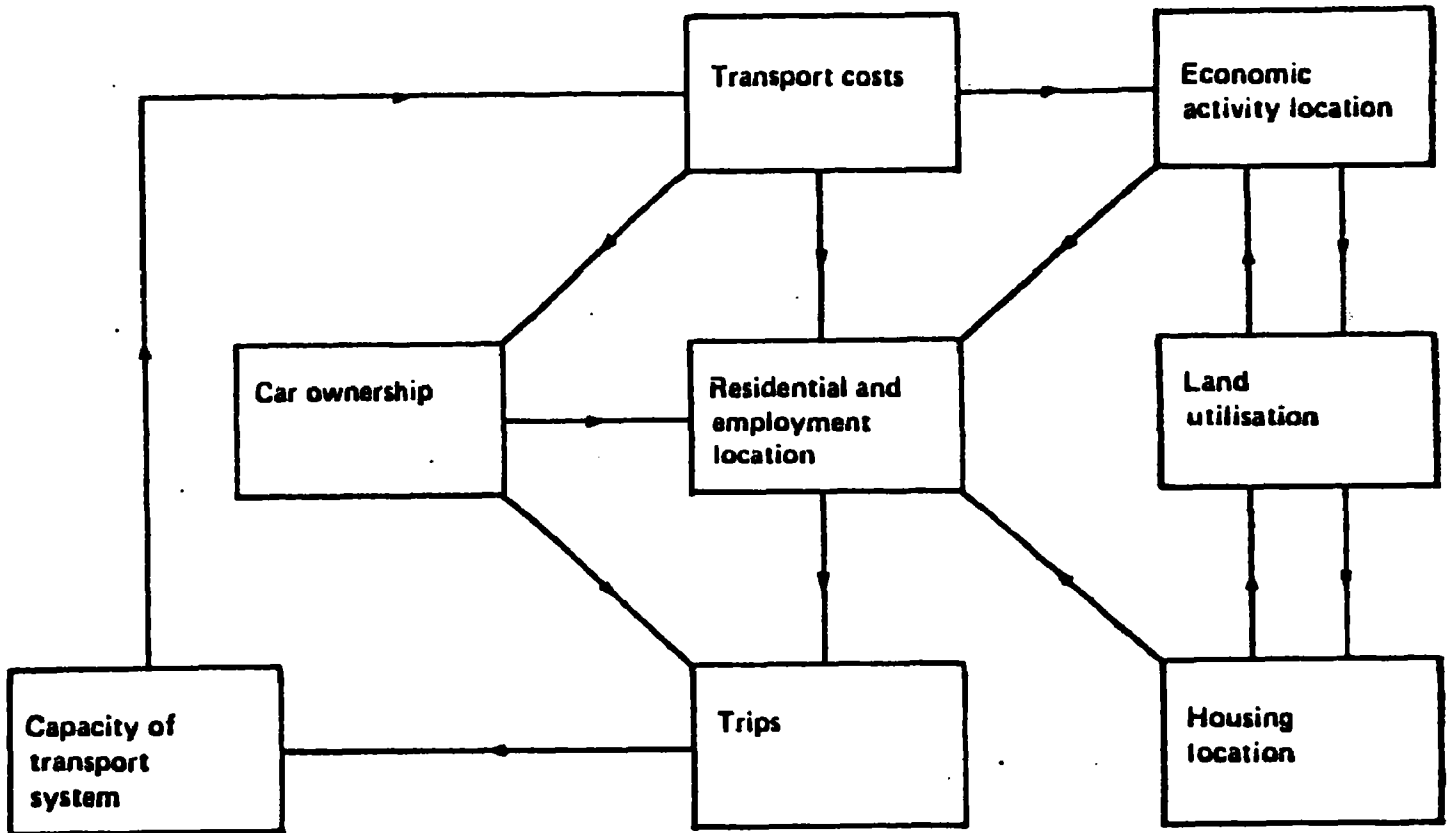 Transport costs
Economic
activity location
Car ownership
Residential and
employment
location
Land
utilisation
Capacity of
transport
system
Trips
Housing
location